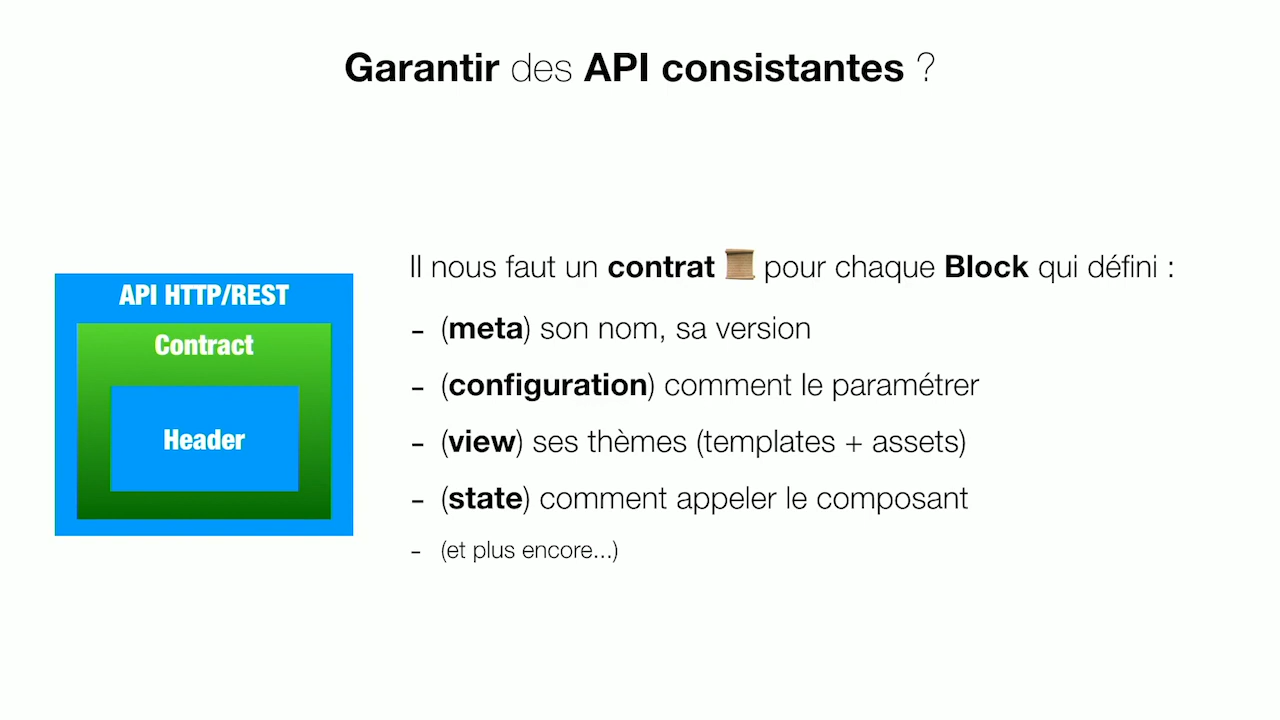 Garantir des API consistantes ?
Il nous faut un contrat 📜 pour chaque Block qui défini :
API HTTP/REST
Contract
Header
- (meta) son nom, sa version
- (configuration) comment le paramétrer
- (view) ses thèmes (templates + assets)
- (state) comment appeler le composant
- (et plus encore...)